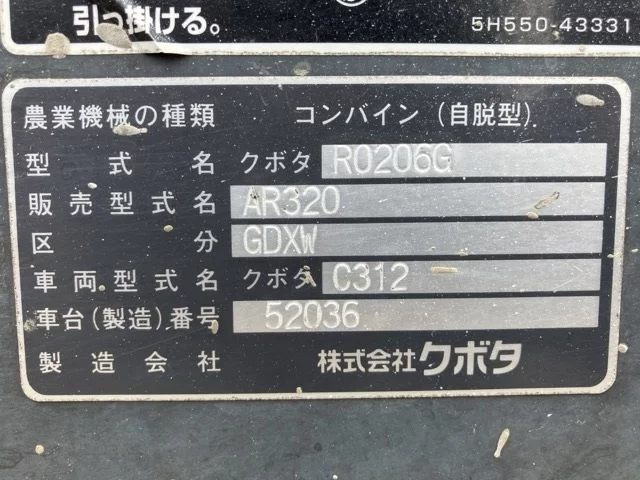 引っ掛ける。 5H550-43331
農業機械の種類 コンバイン(自脱型)
型式名 クボタ R0206G
販売型式名 AR320
区分 GDXW
車両型式名 クボタ C312
車台(製造)番号 52036
製造会社 株式会社クボタ